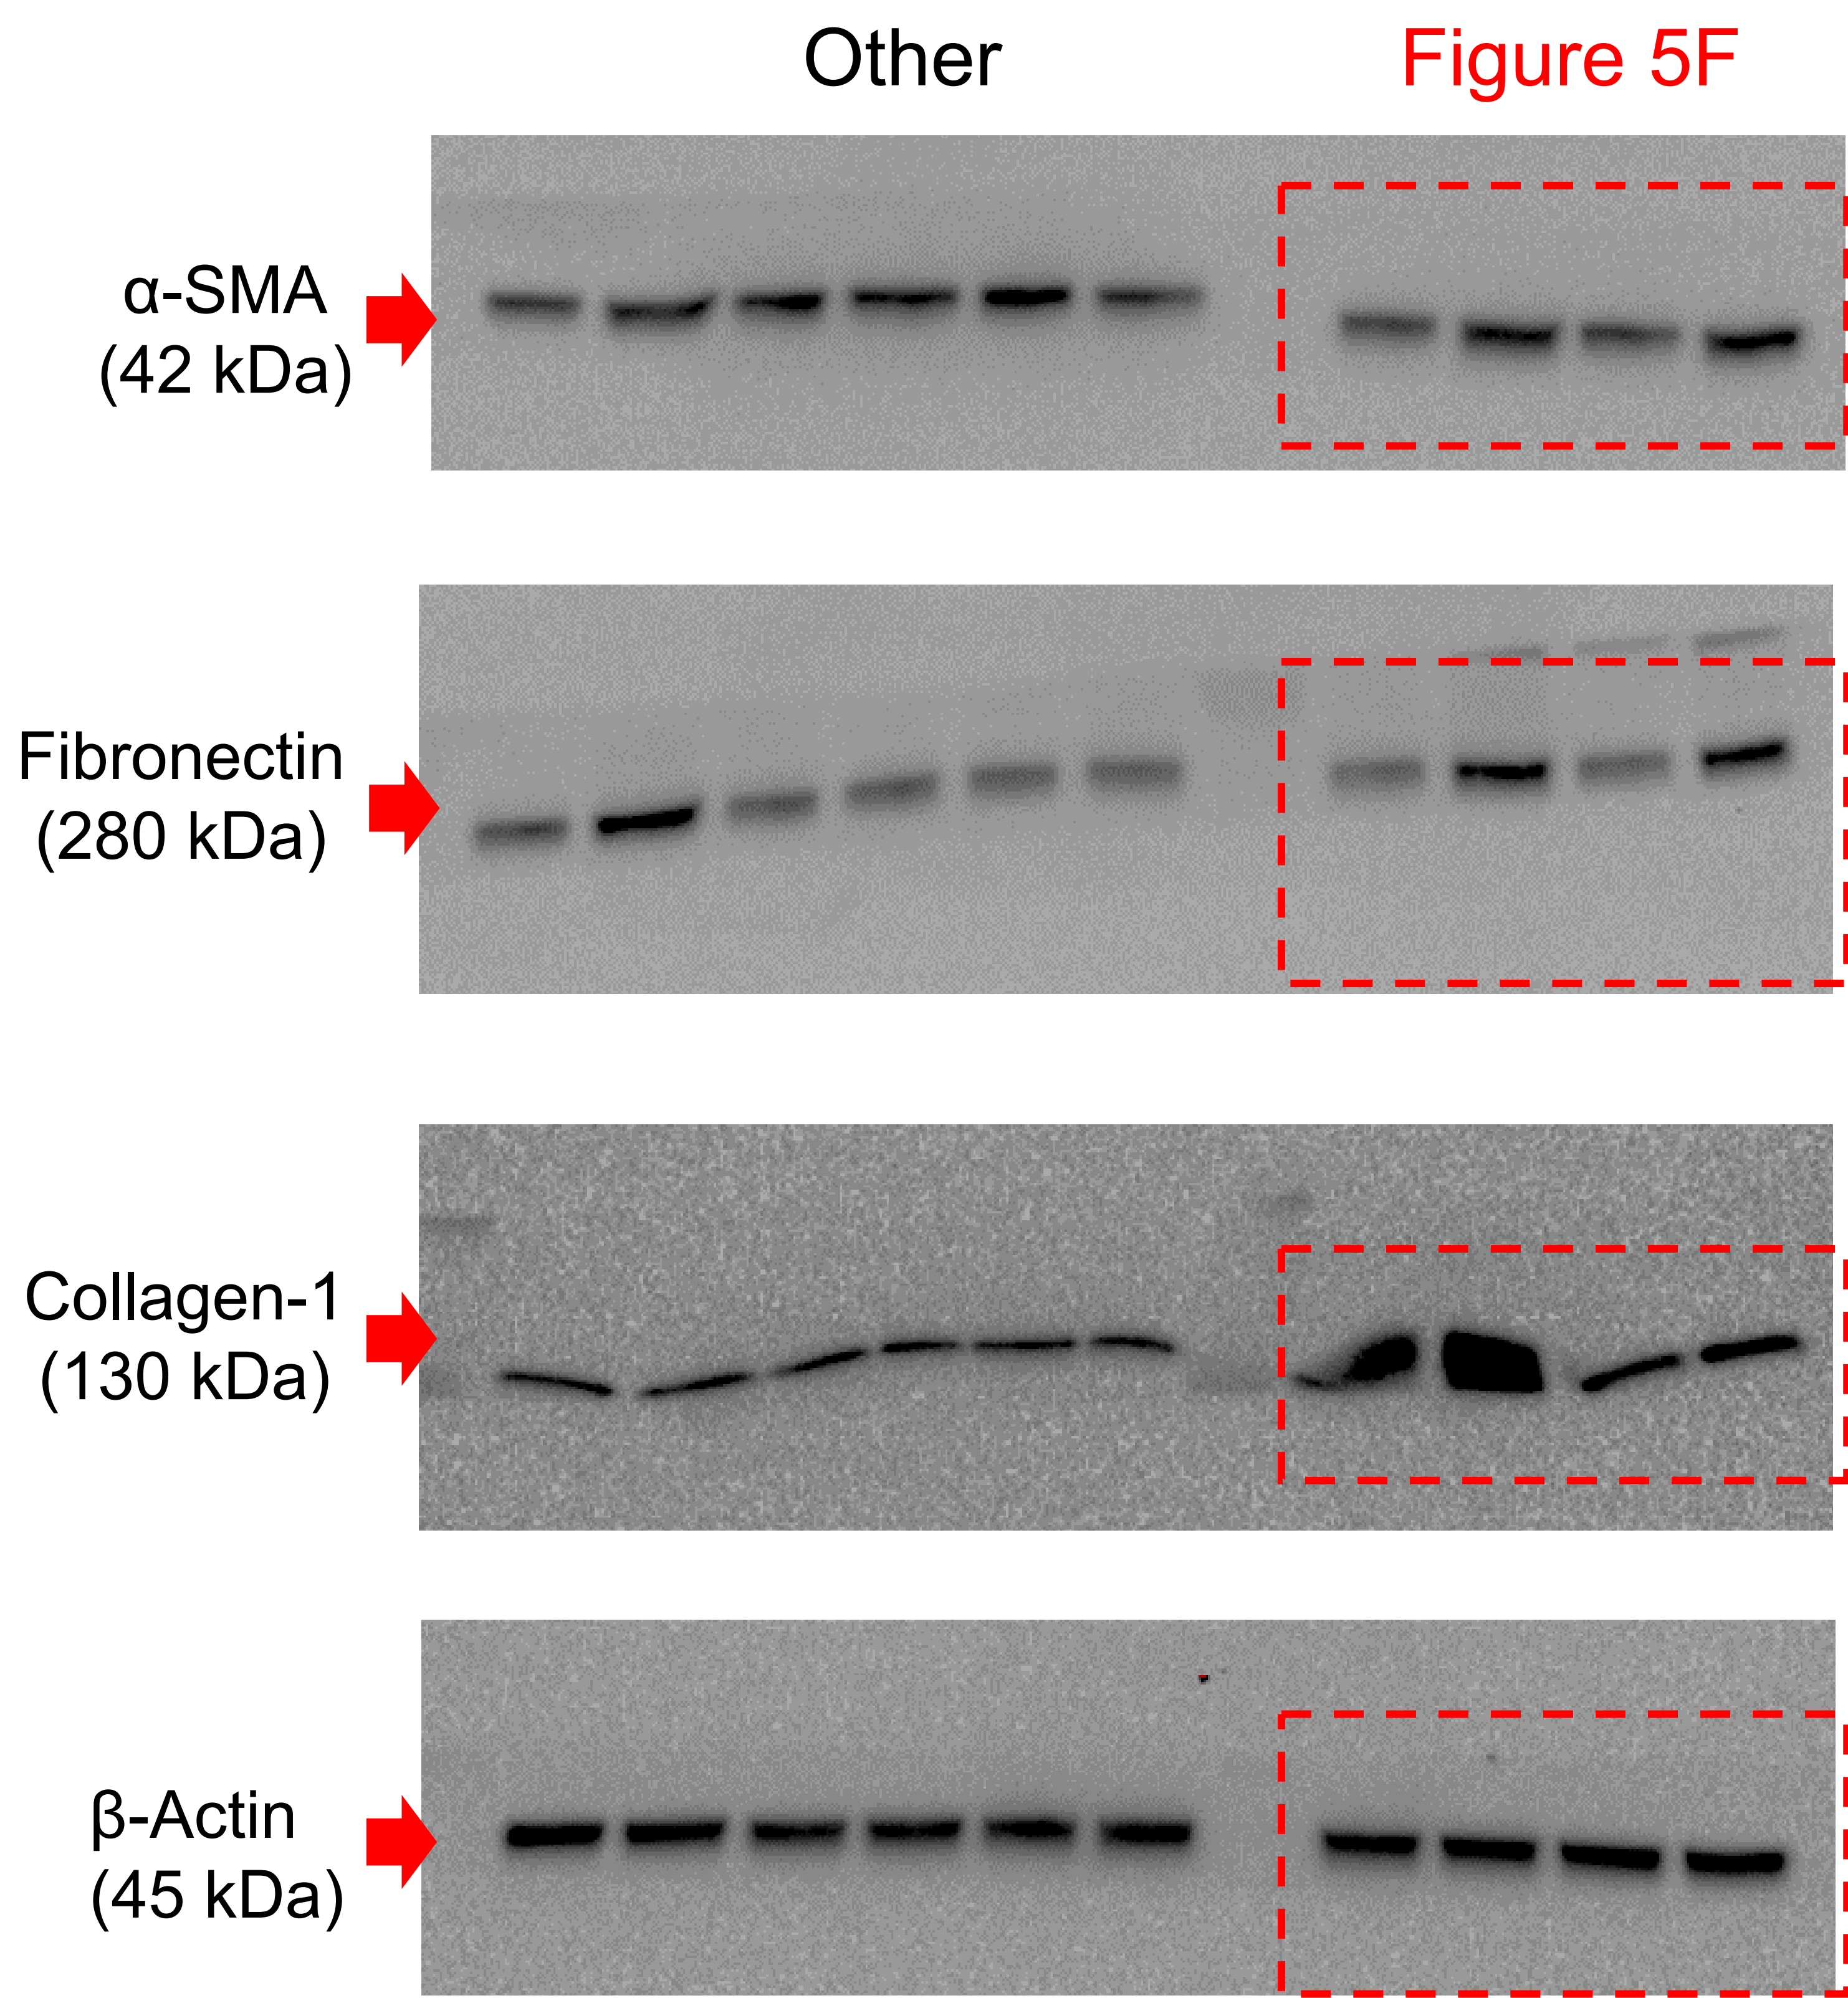 Other
Figure 5F
α-SMA
(42 kDa)
Fibronectin
(280 kDa)
Collagen-1
(130 kDa)
β-Actin
(45 kDa)